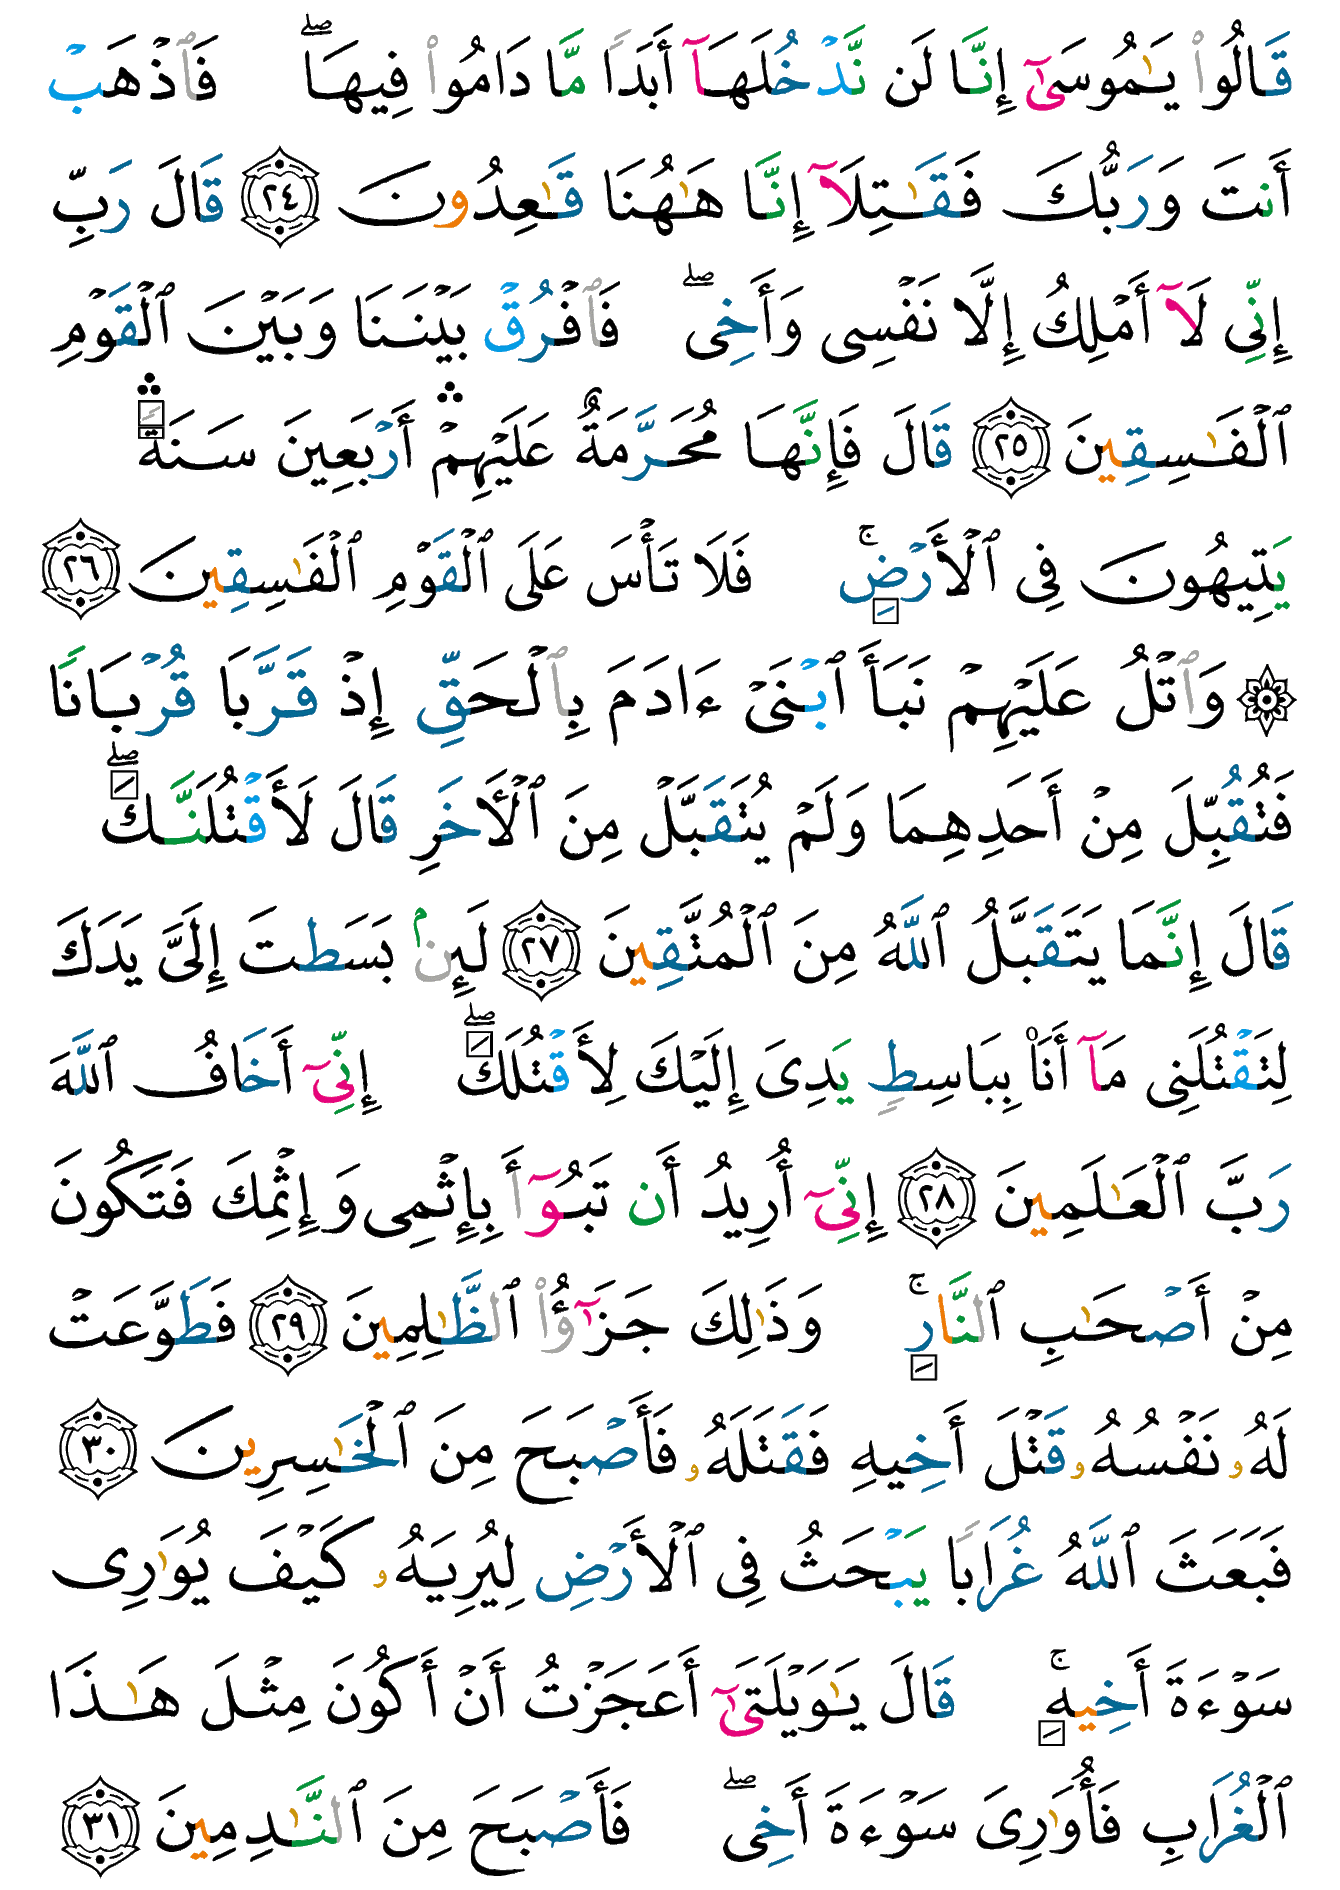 قَالُوا۟ يَـٰمُوسَىٰٓ إِنَّا لَن نَّدْخُلَهَآ أَبَدًا مَّا دَامُوا۟ فِيهَا ۖ فَٱذْهَبْ
أَنتَ وَرَبُّكَ فَقَـٰتِلَآ إِنَّا هَـٰهُنَا قَـٰعِدُونَ ٢٤ قَالَ رَبِّ
إِنِّى لَآ أَمْلِكُ إِلَّا نَفْسِى وَأَخِى ۖ فَٱفْرُقْ بَيْنَنَا وَبَيْنَ ٱلْقَوْمِ
ٱلْفَـٰسِقِينَ ٢٥ قَالَ فَإِنَّهَا مُحَرَّمَةٌ عَلَيْهِمْ ۛ أَرْبَعِينَ سَنَةً ۛ
يَتِيهُونَ فِى ٱلْأَرْضِ ۚ فَلَا تَأْسَ عَلَى ٱلْقَوْمِ ٱلْفَـٰسِقِينَ ٢٦
۞ وَٱتْلُ عَلَيْهِمْ نَبَأَ ٱبْنَىْ ءَادَمَ بِٱلْحَقِّ إِذْ قَرَّبَا قُرْبَانًا
فَتُقُبِّلَ مِنْ أَحَدِهِمَا وَلَمْ يُتَقَبَّلْ مِنَ ٱلْـَٔاخَرِ قَالَ لَأَقْتُلَنَّكَ ۖ
قَالَ إِنَّمَا يَتَقَبَّلُ ٱللَّهُ مِنَ ٱلْمُتَّقِينَ ٢٧ لَئِنۢ بَسَطتَ إِلَىَّ يَدَكَ
لِتَقْتُلَنِى مَآ أَنَا۠ بِبَاسِطٍ يَدِىَ إِلَيْكَ لِأَقْتُلَكَ ۖ إِنِّىٓ أَخَافُ ٱللَّهَ
رَبَّ ٱلْعَـٰلَمِينَ ٢٨ إِنِّىٓ أُرِيدُ أَن تَبُوٓأَ بِإِثْمِى وَإِثْمِكَ فَتَكُونَ
مِنْ أَصْحَـٰبِ ٱلنَّارِ ۚ وَذَٰلِكَ جَزَٰٓؤُا۟ ٱلظَّـٰلِمِينَ ٢٩ فَطَوَّعَتْ
لَهُۥ نَفْسُهُۥ قَتْلَ أَخِيهِ فَقَتَلَهُۥ فَأَصْبَحَ مِنَ ٱلْخَـٰسِرِينَ ٣٠
فَبَعَثَ ٱللَّهُ غُرَابًا يَبْحَثُ فِى ٱلْأَرْضِ لِيُرِيَهُۥ كَيْفَ يُوَٰرِى
سَوْءَةَ أَخِيهِ ۚ قَالَ يَـٰوَيْلَتَىٰٓ أَعَجَزْتُ أَنْ أَكُونَ مِثْلَ هَـٰذَا
ٱلْغُرَابِ فَأُوَٰرِىَ سَوْءَةَ أَخِى ۖ فَأَصْبَحَ مِنَ ٱلنَّـٰدِمِينَ ٣١